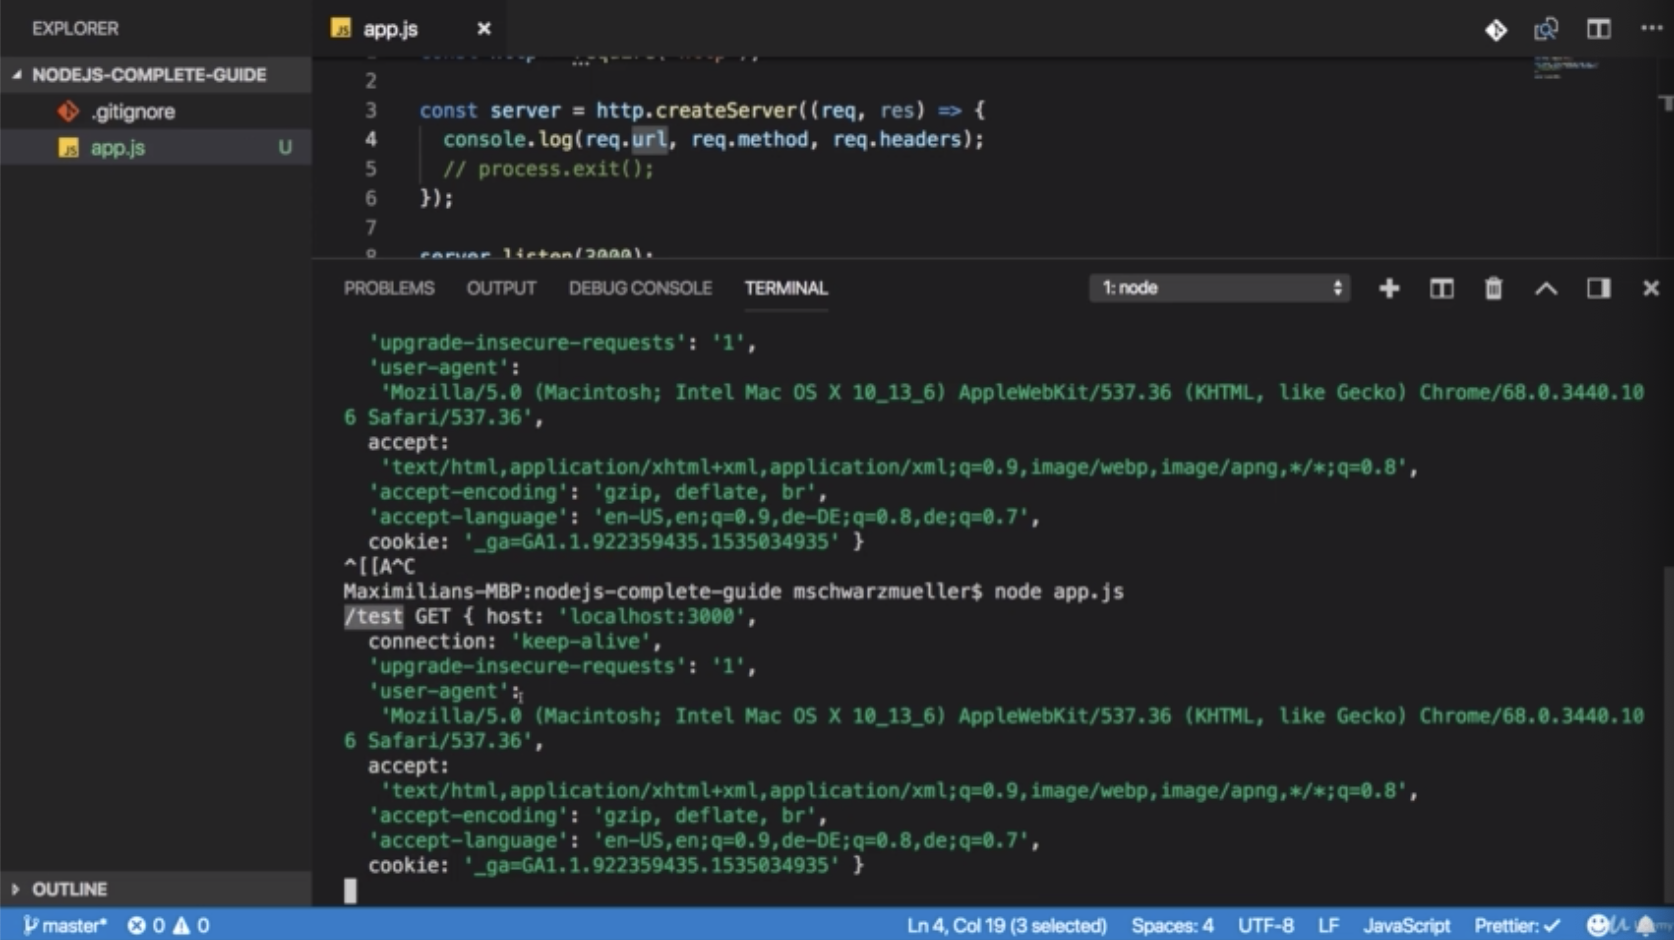 EXPLORER
app.js
NODEJS-COMPLETE-GUIDE
.gitignore
app.js U
2
3 const server = http.createServer((req, res) => {
4 console.log(req.url, req.method, req.headers);
5 // process.exit();
6 });
7
8 server.listen(3000);
PROBLEMS OUTPUT DEBUG CONSOLE TERMINAL 1: node
'upgrade-insecure-requests': '1',
'user-agent':
'Mozilla/5.0 (Macintosh; Intel Mac OS X 10_13_6) AppleWebKit/537.36 (KHTML, like Gecko) Chrome/68.0.3440.10
6 Safari/537.36',
accept:
'text/html,application/xhtml+xml,application/xml;q=0.9,image/webp,image/apng,*/*;q=0.8',
'accept-encoding': 'gzip, deflate, br',
'accept-language': 'en-US,en;q=0.9,de-DE;q=0.8,de;q=0.7',
cookie: '_ga=GA1.1.922359435.1535034935' }
^[[A^C
Maximilians-MBP:nodejs-complete-guide mschwarzmueller$ node app.js
/test GET { host: 'localhost:3000',
connection: 'keep-alive',
'upgrade-insecure-requests': '1',
'user-agent':
'Mozilla/5.0 (Macintosh; Intel Mac OS X 10_13_6) AppleWebKit/537.36 (KHTML, like Gecko) Chrome/68.0.3440.10
6 Safari/537.36',
accept:
'text/html,application/xhtml+xml,application/xml;q=0.9,image/webp,image/apng,*/*;q=0.8',
'accept-encoding': 'gzip, deflate, br',
'accept-language': 'en-US,en;q=0.9,de-DE;q=0.8,de;q=0.7',
cookie: '_ga=GA1.1.922359435.1535034935' }
OUTLINE
master* 0 0 Ln 4, Col 19 (3 selected) Spaces: 4 UTF-8 LF JavaScript Prettier: ✓